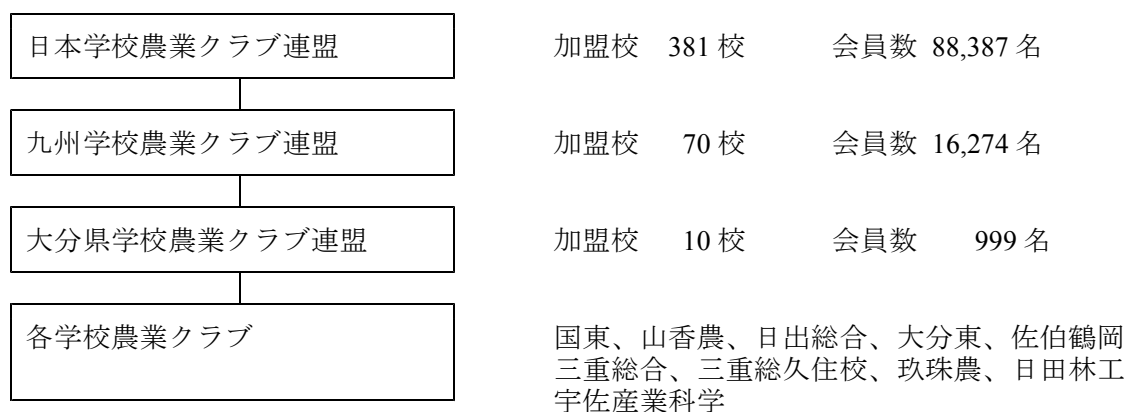 日本学校農業クラブ連盟 加盟校 381 校 会員数 88,387 名
九州学校農業クラブ連盟 加盟校 70 校 会員数 16,274 名
大分県学校農業クラブ連盟 加盟校 10 校 会員数 999 名
各学校農業クラブ 国東、山香農、日出総合、大分東、佐伯鶴岡
三重総合、三重総久住校、玖珠農、日田林工
宇佐産業科学